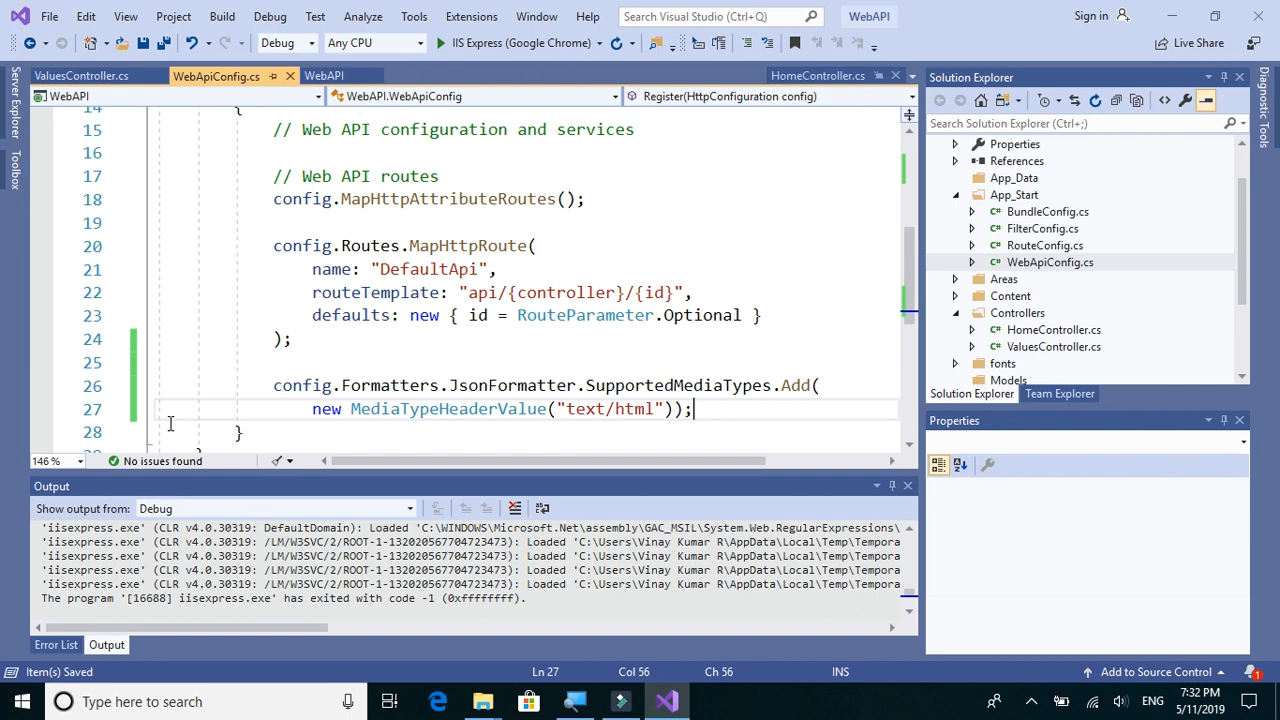 File Edit View Project Build Debug Test Analyze Tools Extensions Window Help Search Visual Studio (Ctrl+Q) WebAPI Sign in
Debug Any CPU IIS Express (Google Chrome) Live Share
ValuesController.cs WebApiConfig.cs WebAPI HomeController.cs
WebAPI WebAPI.WebApiConfig Register(HttpConfiguration config)
14 {
15 // Web API configuration and services
16
17 // Web API routes
18 config.MapHttpAttributeRoutes();
19
20 config.Routes.MapHttpRoute(
21 name: "DefaultApi",
22 routeTemplate: "api/{controller}/{id}",
23 defaults: new { id = RouteParameter.Optional }
24 );
25
26 config.Formatters.JsonFormatter.SupportedMediaTypes.Add(
27 new MediaTypeHeaderValue("text/html"));
28 }
146 % No issues found
Server Explorer
Toolbox
Output
Show output from: Debug
'iisexpress.exe' (CLR v4.0.30319: DefaultDomain): Loaded 'C:\WINDOWS\Microsoft.Net\assembly\GAC_MSIL\System.Web.RegularExpressions\
'iisexpress.exe' (CLR v4.0.30319: /LM/W3SVC/2/ROOT-1-132020567704723473): Loaded 'C:\Users\Vinay Kumar R\AppData\Local\Temp\Tempora
'iisexpress.exe' (CLR v4.0.30319: /LM/W3SVC/2/ROOT-1-132020567704723473): Loaded 'C:\Users\Vinay Kumar R\AppData\Local\Temp\Tempora
'iisexpress.exe' (CLR v4.0.30319: /LM/W3SVC/2/ROOT-1-132020567704723473): Loaded 'C:\Users\Vinay Kumar R\AppData\Local\Temp\Tempora
'iisexpress.exe' (CLR v4.0.30319: /LM/W3SVC/2/ROOT-1-132020567704723473): Loaded 'C:\Users\Vinay Kumar R\AppData\Local\Temp\Tempora
The program '[16688] iisexpress.exe' has exited with code -1 (0xffffffff).
Error List Output
Solution Explorer
Search Solution Explorer (Ctrl+;)
Properties
References
App_Data
App_Start
C# BundleConfig.cs
C# FilterConfig.cs
C# RouteConfig.cs
C# WebApiConfig.cs
Areas
Content
Controllers
C# HomeController.cs
C# ValuesController.cs
fonts
Models
Solution Explorer Team Explorer
Properties
Diagnostic Tools
Item(s) Saved Ln 27 Col 56 Ch 56 INS Add to Source Control 1
Type here to search ENG 7:32 PM
5/11/2019